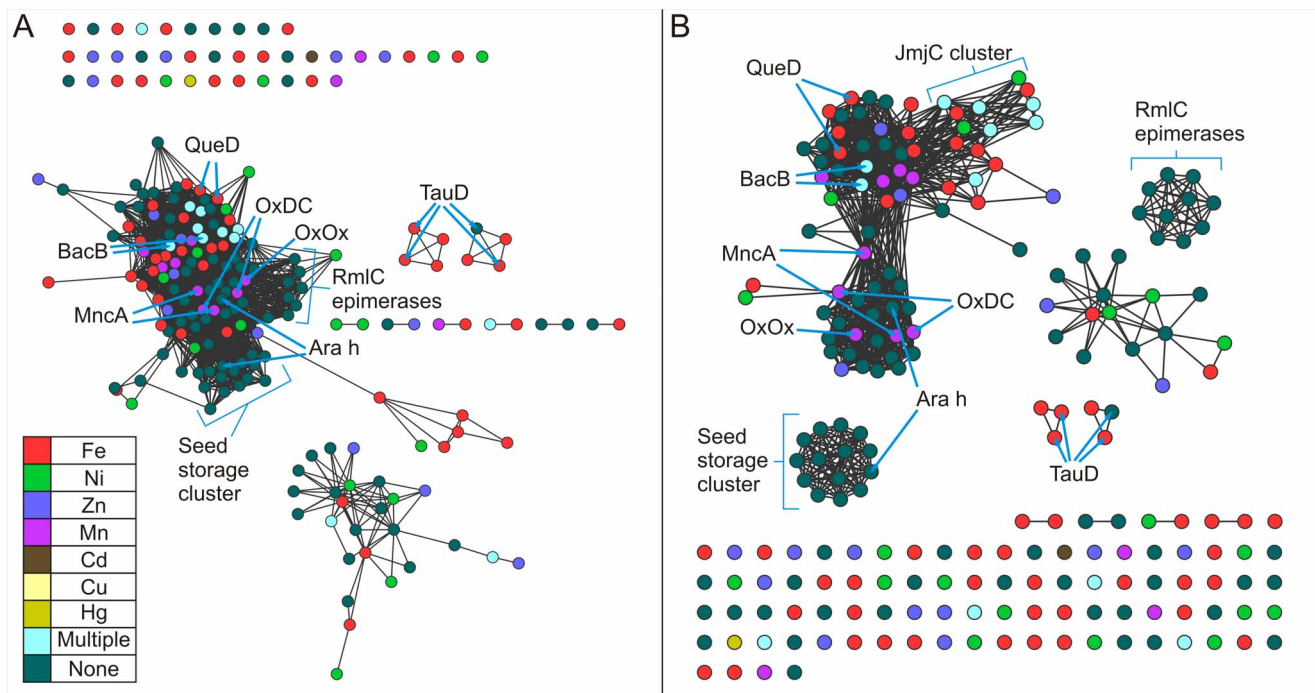 A
QueD
OxDC
TauD
OxOx
BacB
RmlC
epimerases
MncA
Ara h
Seed
storage
cluster
Fe
Ni
Zn
Mn
Cd
Cu
Hg
Multiple
None
B
JmjC cluster
QueD
RmlC
epimerases
BacB
MncA
OxDC
OxOx
Ara h
Seed
storage
cluster
TauD